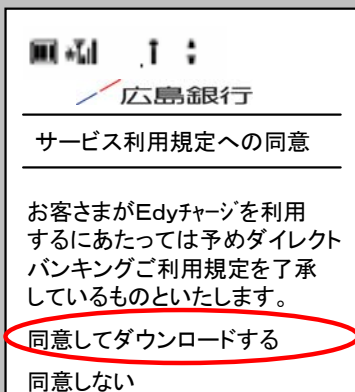 広島銀行
サービス利用規定への同意
お客さまがEdyﾁｬｰｼﾞを利用
するにあたっては予めダイレクト
バンキングご利用規定を了承
しているものといたします。
同意してダウンロードする
同意しない